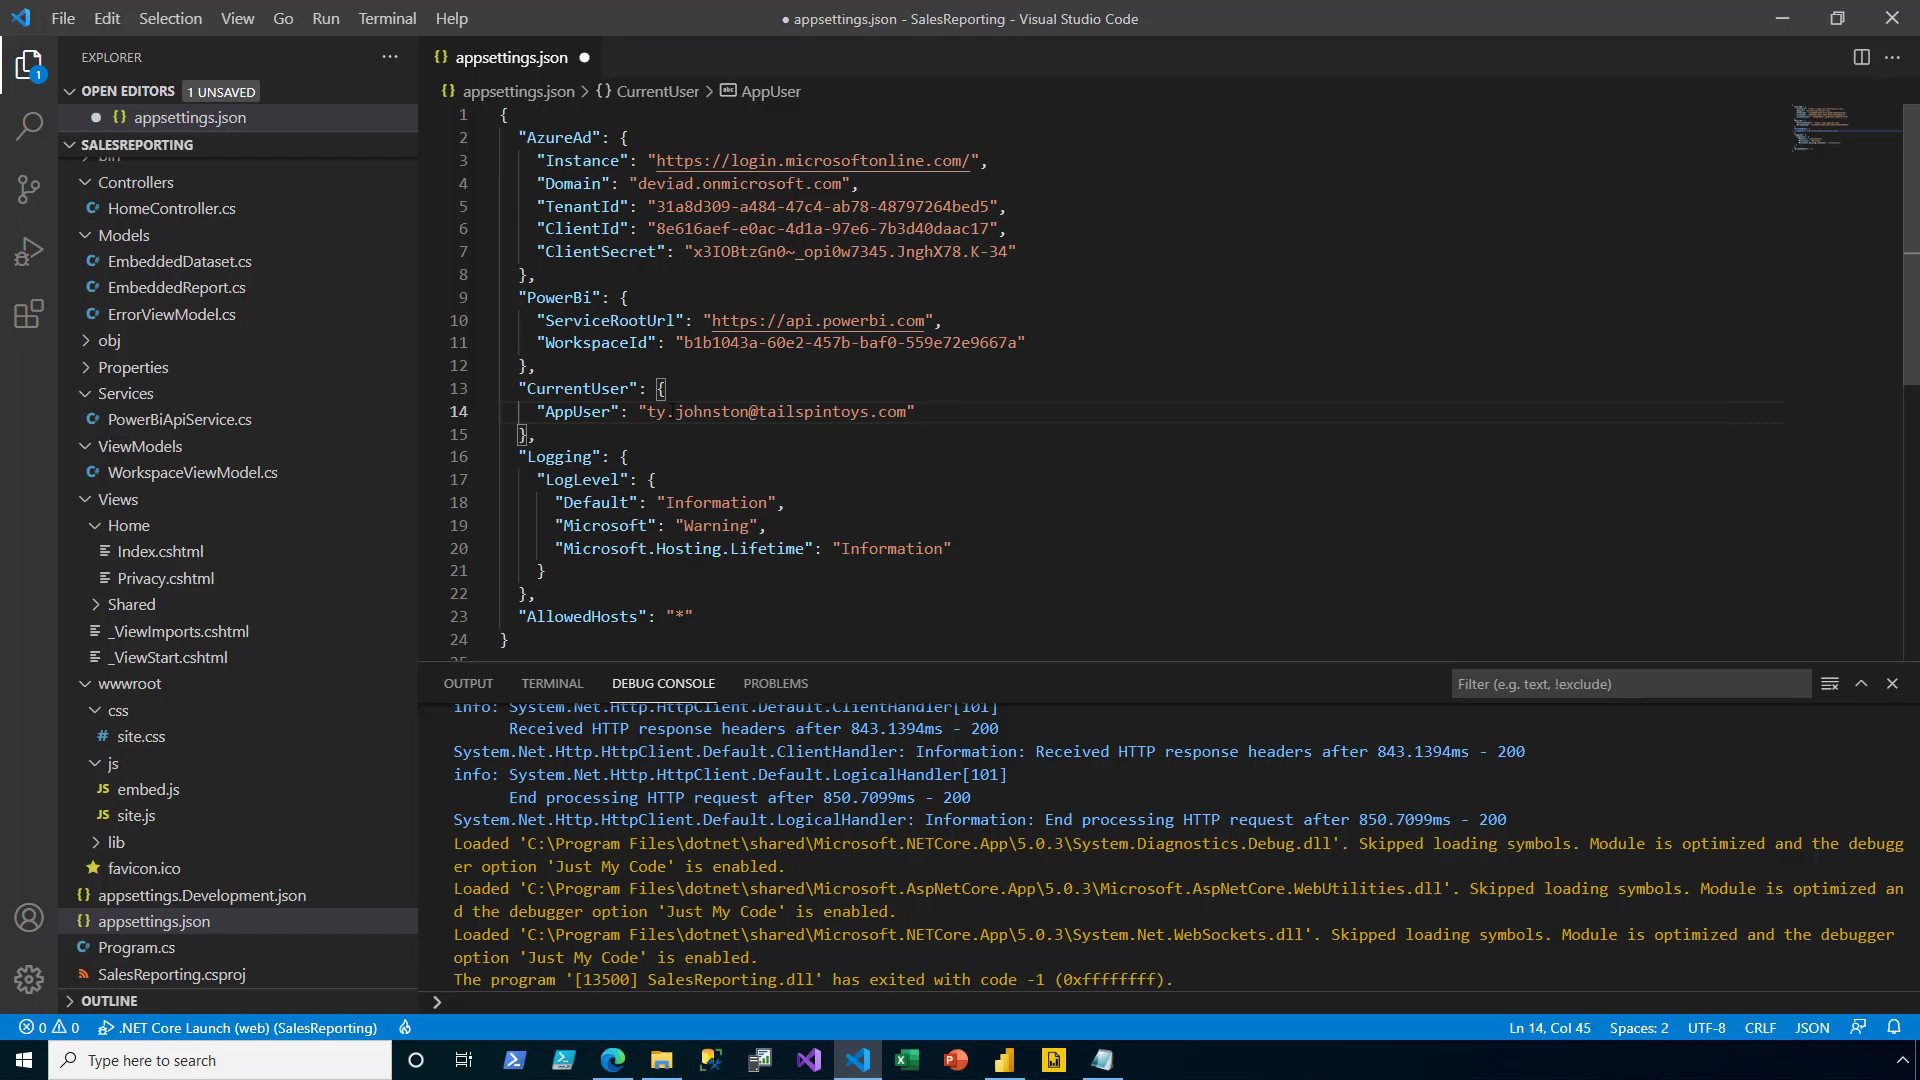 File Edit Selection View Go Run Terminal Help
● appsettings.json - SalesReporting - Visual Studio Code
EXPLORER
OPEN EDITORS 1 UNSAVED
appsettings.json
SALESREPORTING
bin
Controllers
HomeController.cs
Models
EmbeddedDataset.cs
EmbeddedReport.cs
ErrorViewModel.cs
obj
Properties
Services
PowerBiApiService.cs
ViewModels
WorkspaceViewModel.cs
Views
Home
Index.cshtml
Privacy.cshtml
Shared
_ViewImports.cshtml
_ViewStart.cshtml
wwwroot
css
site.css
js
embed.js
site.js
lib
favicon.ico
appsettings.Development.json
appsettings.json
Program.cs
SalesReporting.csproj
OUTLINE
appsettings.json
appsettings.json > {} CurrentUser > AppUser
1 {
2 "AzureAd": {
3 "Instance": "https://login.microsoftonline.com/",
4 "Domain": "deviad.onmicrosoft.com",
5 "TenantId": "31a8d309-a484-47c4-ab78-48797264bed5",
6 "ClientId": "8e616aef-e0ac-4d1a-97e6-7b3d40daac17",
7 "ClientSecret": "x3IOBtzGn0~_opi0w7345.JnghX78.K-34"
8 },
9 "PowerBi": {
10 "ServiceRootUrl": "https://api.powerbi.com",
11 "WorkspaceId": "b1b1043a-60e2-457b-baf0-559e72e9667a"
12 },
13 "CurrentUser": {
14 "AppUser": "ty.johnston@tailspintoys.com"
15 },
16 "Logging": {
17 "LogLevel": {
18 "Default": "Information",
19 "Microsoft": "Warning",
20 "Microsoft.Hosting.Lifetime": "Information"
21 }
22 },
23 "AllowedHosts": "*"
24 }
25
OUTPUT TERMINAL DEBUG CONSOLE PROBLEMS
Filter (e.g. text, !exclude)
info: System.Net.Http.HttpClient.Default.ClientHandler[101]
Received HTTP response headers after 843.1394ms - 200
System.Net.Http.HttpClient.Default.ClientHandler: Information: Received HTTP response headers after 843.1394ms - 200
info: System.Net.Http.HttpClient.Default.LogicalHandler[101]
End processing HTTP request after 850.7099ms - 200
System.Net.Http.HttpClient.Default.LogicalHandler: Information: End processing HTTP request after 850.7099ms - 200
Loaded 'C:\Program Files\dotnet\shared\Microsoft.NETCore.App\5.0.3\System.Diagnostics.Debug.dll'. Skipped loading symbols. Module is optimized and the debugg
er option 'Just My Code' is enabled.
Loaded 'C:\Program Files\dotnet\shared\Microsoft.AspNetCore.App\5.0.3\Microsoft.AspNetCore.WebUtilities.dll'. Skipped loading symbols. Module is optimized an
d the debugger option 'Just My Code' is enabled.
Loaded 'C:\Program Files\dotnet\shared\Microsoft.NETCore.App\5.0.3\System.Net.WebSockets.dll'. Skipped loading symbols. Module is optimized and the debugger
option 'Just My Code' is enabled.
The program '[13500] SalesReporting.dll' has exited with code -1 (0xffffffff).
0 0 .NET Core Launch (web) (SalesReporting)
Ln 14, Col 45 Spaces: 2 UTF-8 CRLF JSON
Type here to search